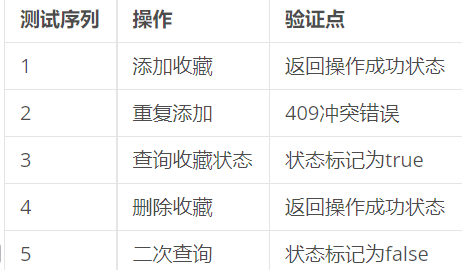 测试序列 操作 验证点
1 添加收藏 返回操作成功状态
2 重复添加 409冲突错误
3 查询收藏状态 状态标记为true
4 删除收藏 返回操作成功状态
5 二次查询 状态标记为false